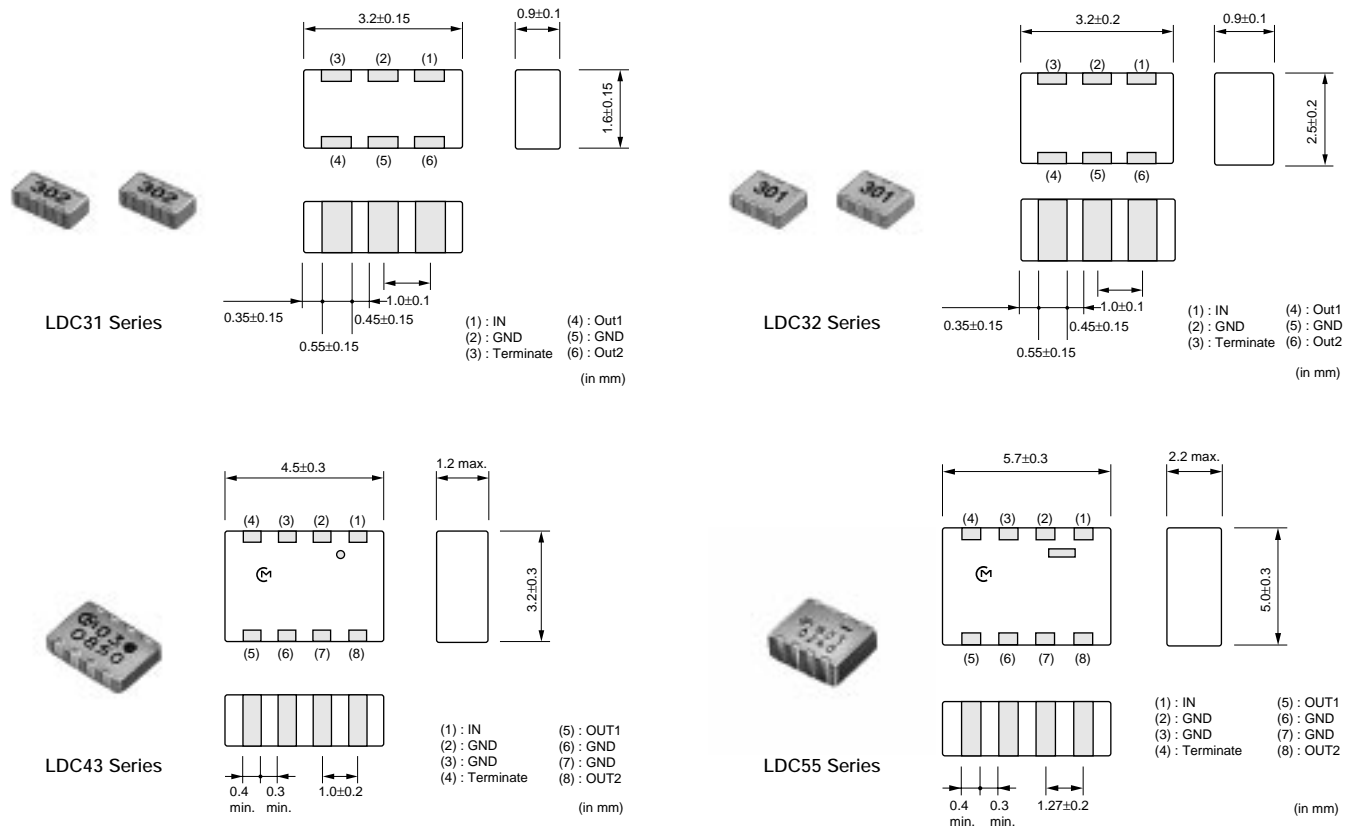 3.2±0.15
0.9±0.1
(3) (2) (1)
1.6±0.15
(4) (5) (6)
302 302
1.0±0.1
0.35±0.15 0.45±0.15
0.55±0.15
LDC31 Series
(1) : IN (4) : Out1
(2) : GND (5) : GND
(3) : Terminate (6) : Out2
(in mm)
3.2±0.2
0.9±0.1
(3) (2) (1)
2.5±0.2
(4) (5) (6)
301 301
1.0±0.1
0.35±0.15 0.45±0.15
0.55±0.15
LDC32 Series
(1) : IN (4) : Out1
(2) : GND (5) : GND
(3) : Terminate (6) : Out2
(in mm)
4.5±0.3
1.2 max.
(4) (3) (2) (1)
3.2±0.3
(5) (6) (7) (8)
03
0850
LDC43 Series
0.4 min.
0.3 min.
1.0±0.2
(1) : IN (5) : OUT1
(2) : GND (6) : GND
(3) : GND (7) : GND
(4) : Terminate (8) : OUT2
(in mm)
5.7±0.3
2.2 max.
(4) (3) (2) (1)
5.0±0.3
(5) (6) (7) (8)
LDC55 Series
0.4 min.
0.3 min.
1.27±0.2
(1) : IN (5) : OUT1
(2) : GND (6) : GND
(3) : GND (7) : GND
(4) : Terminate (8) : OUT2
(in mm)